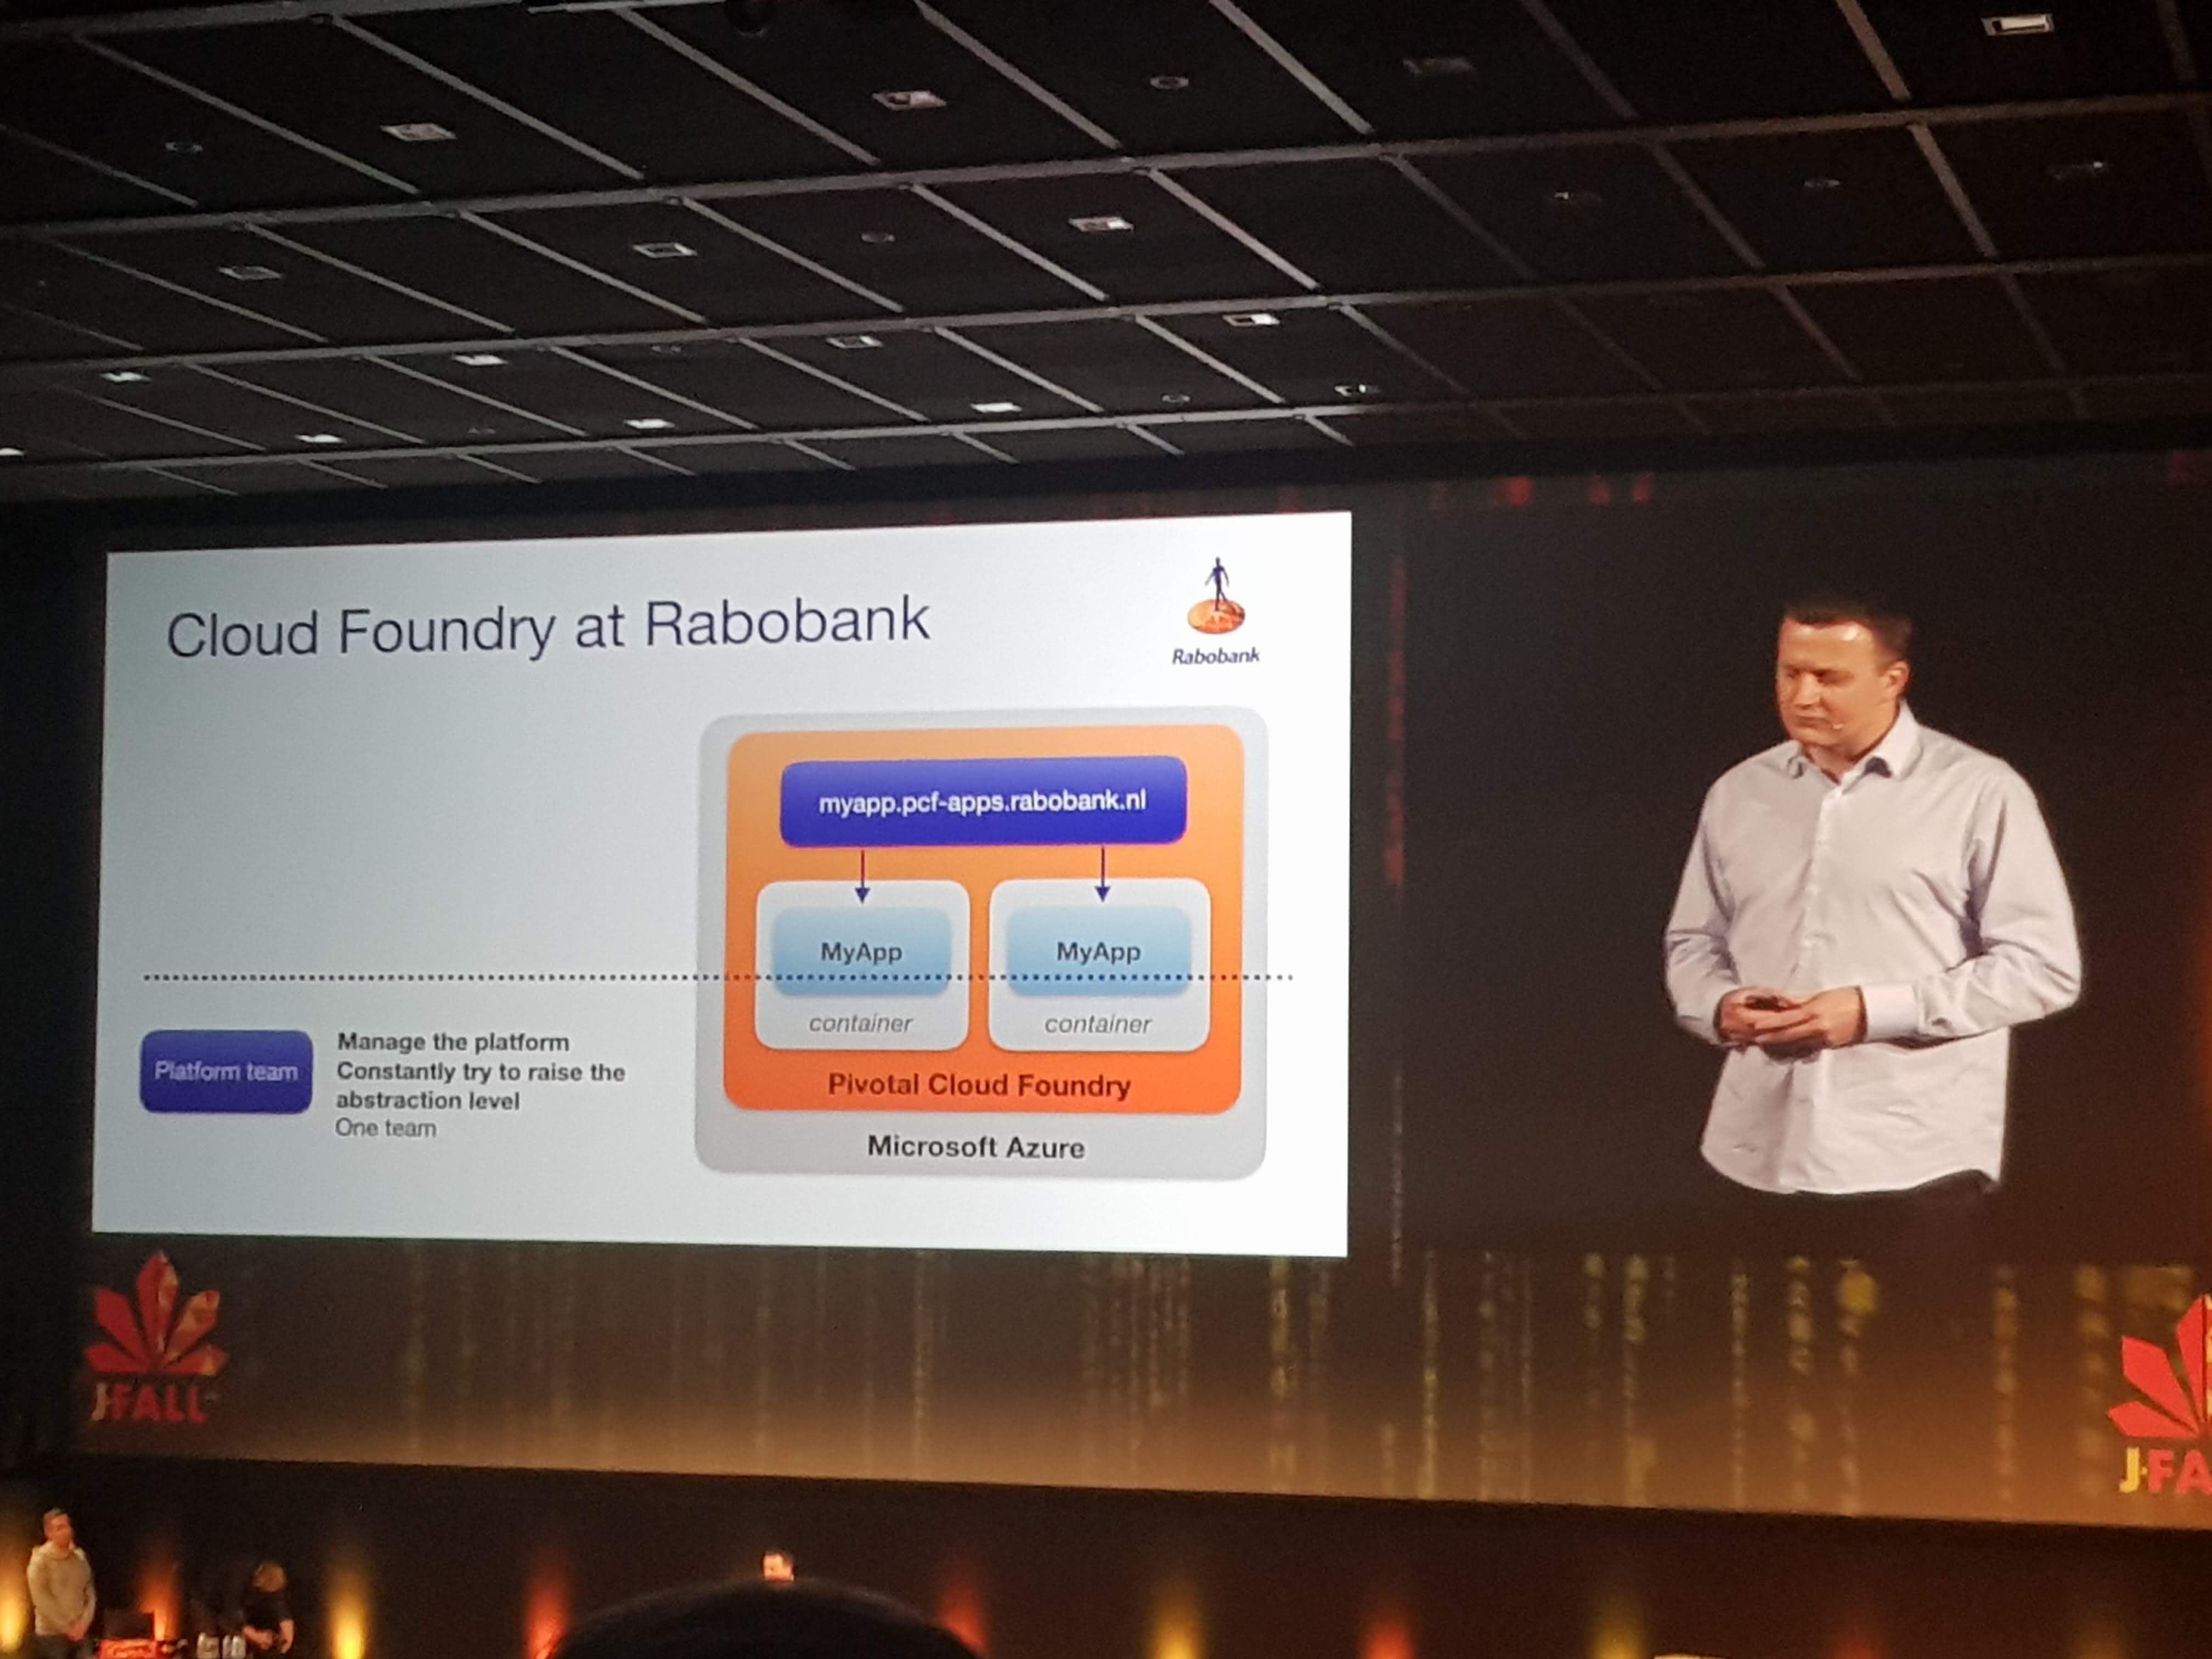 Cloud Foundry at Rabobank
Rabobank
myapp.pcf-apps.rabobank.nl
MyApp
MyApp
container
container
Pivotal Cloud Foundry
Microsoft Azure
Platform team
Manage the platform
Constantly try to raise the
abstraction level
One team
J-FALL
J-FA